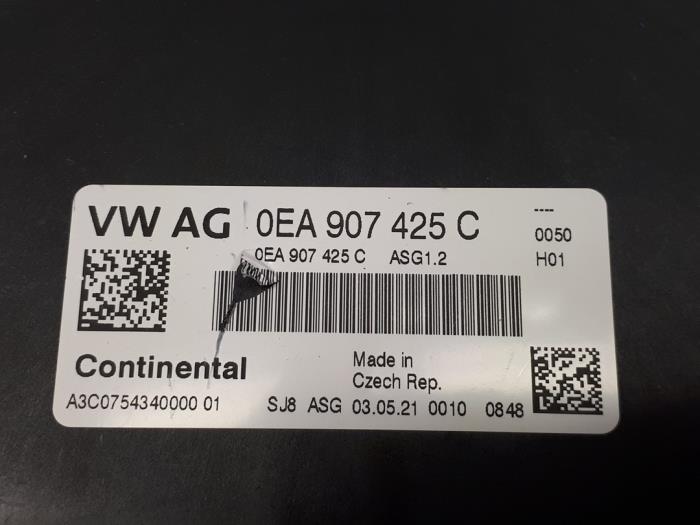 VW AG 0EA 907 425 C ----
0EA 907 425 C ASG1.2 0050
H01
Continental Made in
Czech Rep.
A3C0754340000 01 SJ8 ASG 03.05.21 0010 0848